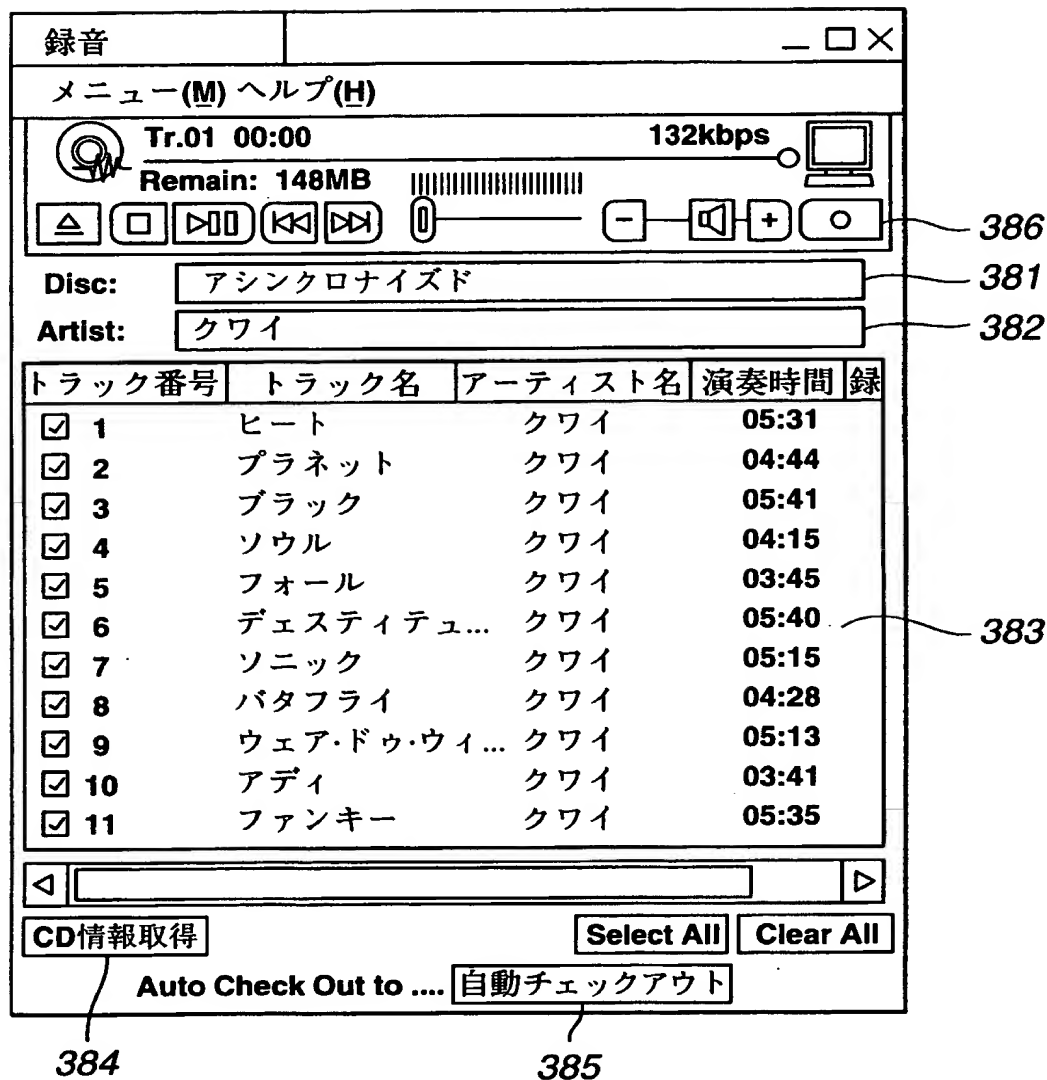 録音
メニュー(M) ヘルプ(H)
Tr.01 00:00 132kbps
Remain: 148MB
386
Disc: アシンクロナイズド 381
Artist: クワイ 382
トラック番号 トラック名 アーティスト名 演奏時間 録
1 ヒート クワイ 05:31
2 プラネット クワイ 04:44
3 ブラック クワイ 05:41
4 ソウル クワイ 04:15
5 フォール クワイ 03:45
6 デェスティテュ... クワイ 05:40 383
7 ソニック クワイ 05:15
8 バタフライ クワイ 04:28
9 ウェア·ドゥ·ウィ... クワイ 05:13
10 アディ クワイ 03:41
11 ファンキー クワイ 05:35
CD情報取得 Select All Clear All
Auto Check Out to .... 自動チェックアウト
384 385